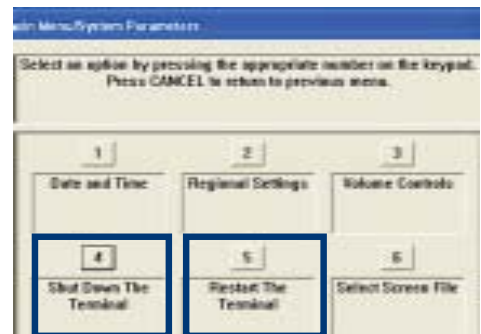 Main Menu/System Parameters
Select an option by pressing the appropriate number on the keypad.
Press CANCEL to return to previous menu.
1 2 3
Date and Time Regional Settings Volume Controls
4 5 6
Shut Down The Restart The Select Screen File
Terminal Terminal